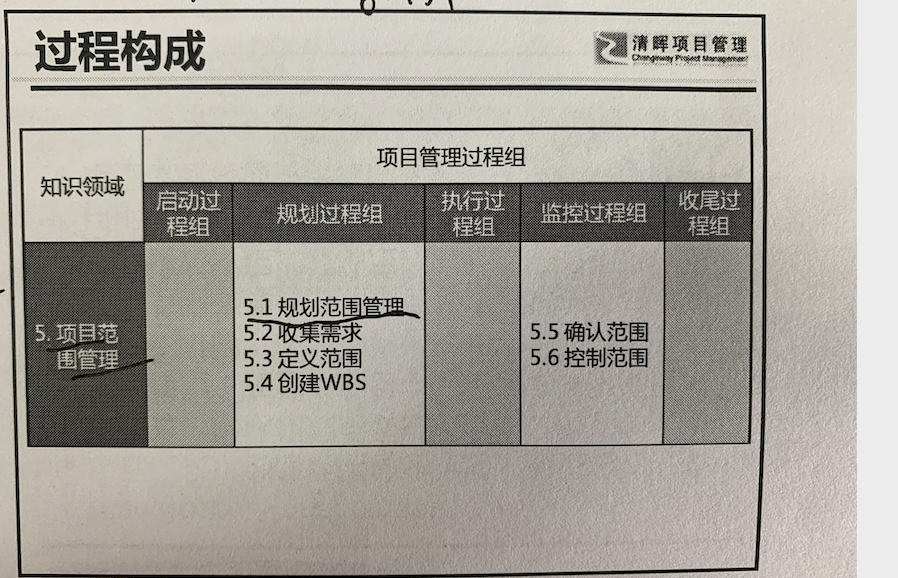 过程构成
清晖项目管理
Changeway Project Management
知识领域
项目管理过程组
启动过
程组
规划过程组
执行过
程组
监控过程组
收尾过
程组
5. 项目范
围管理
5.1 规划范围管理
5.2 收集需求
5.3 定义范围
5.4 创建WBS
5.5 确认范围
5.6 控制范围